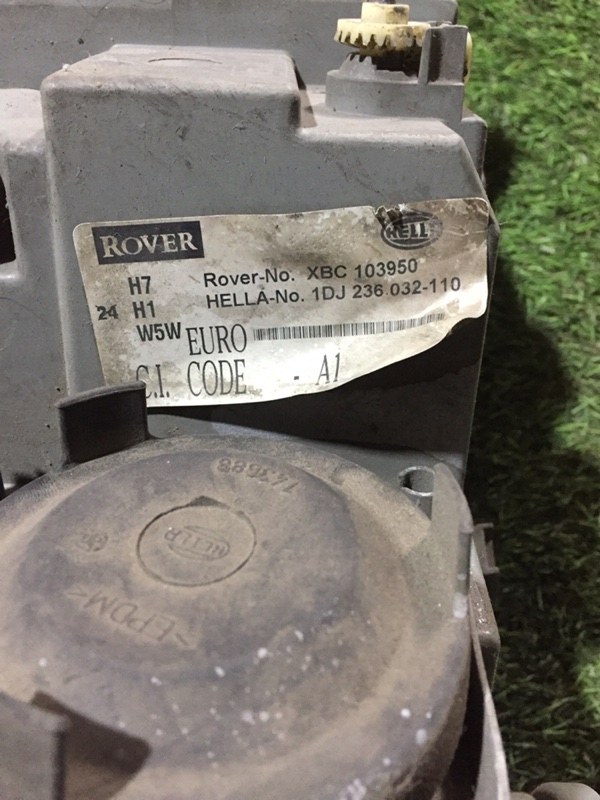 ROVER
HELLA
H7 Rover-No. XBC 103950
24 H1 HELLA-No. 1DJ 236 032-110
W5W EURO
C.I. CODE - A1
143688
HELLA
>EPDM<